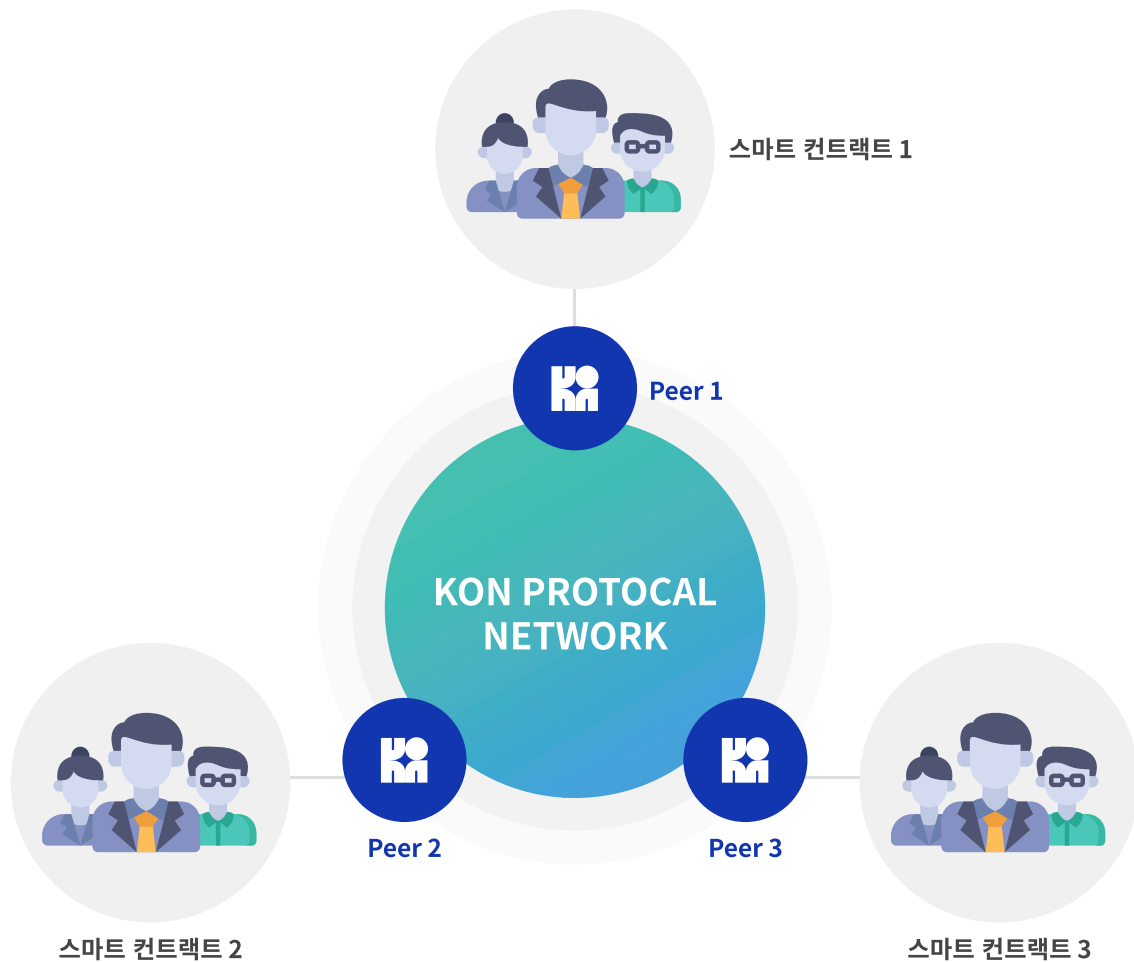 스마트 컨트랙트 1
Peer 1
KON PROTOCAL
NETWORK
Peer 2
Peer 3
스마트 컨트랙트 2
스마트 컨트랙트 3